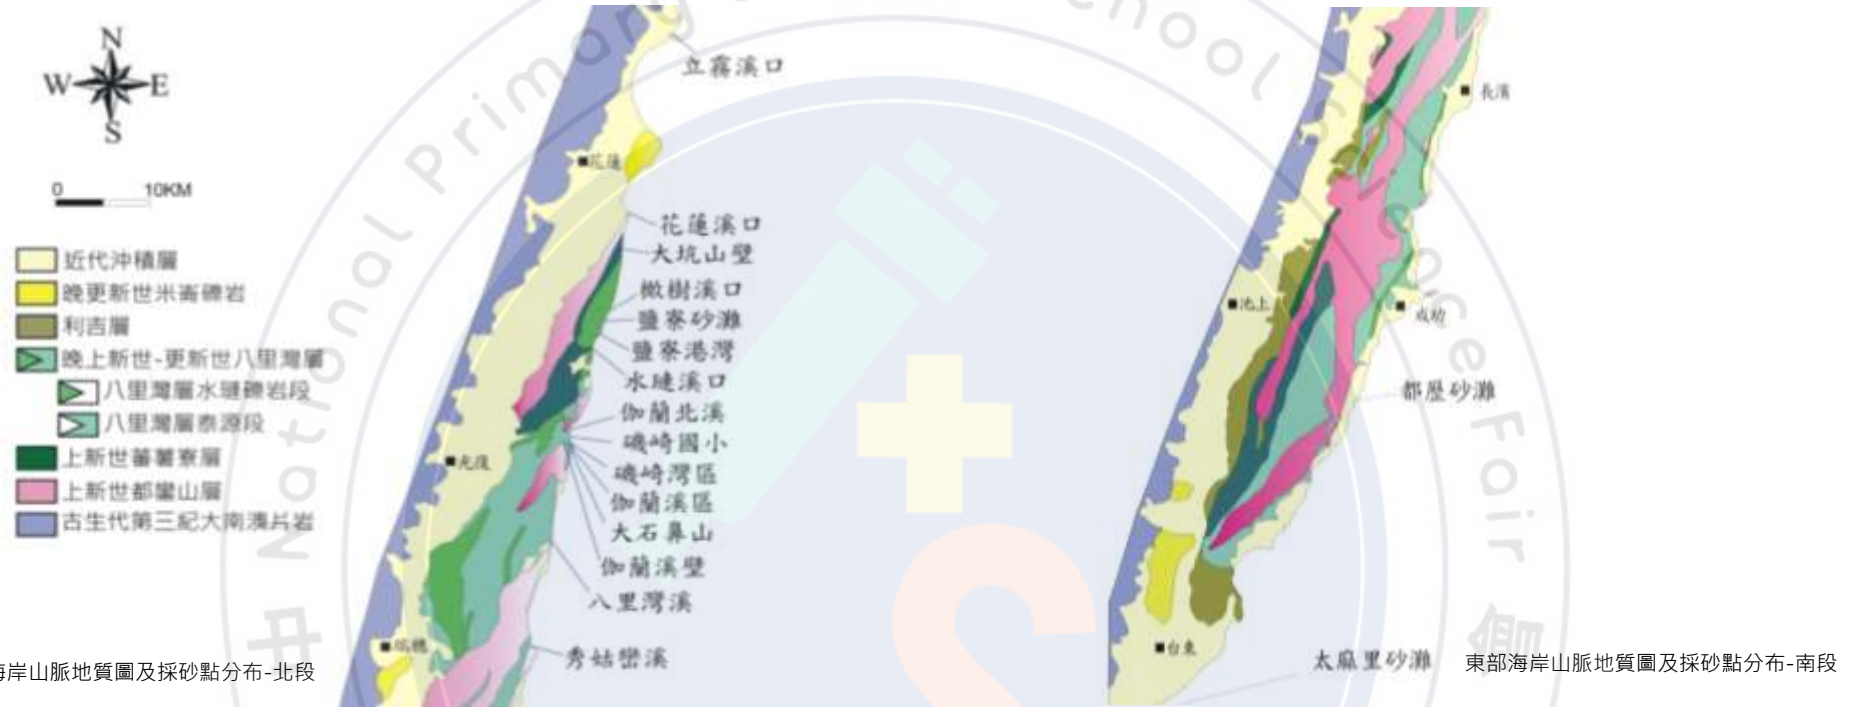 N
W E
S
0 10KM
近代沖積層
晚更新世米崙礫岩
利吉層
晚上新世-更新世八里灣層
八里灣層水璉礫岩段
八里灣層泰源段
上新世蕃薯寮層
上新世都巒山層
古生代第三紀大南澳片岩
海岸山脈地質圖及採砂點分布-北段
立霧溪口
花蓮
花蓮溪口
大坑山壁
樹溪口
鹽寮砂灘
鹽寮港灣
水璉溪口
伽蘭北溪
磯崎國小
磯崎灣區
伽蘭溪區
大石鼻山
伽蘭溪壁
八里灣溪
秀姑巒溪
光復
瑞穗
長濱
池上
成功
都歷砂灘
台東
太麻里砂灘
東部海岸山脈地質圖及採砂點分布-南段
National Primary
School Science Fair
中